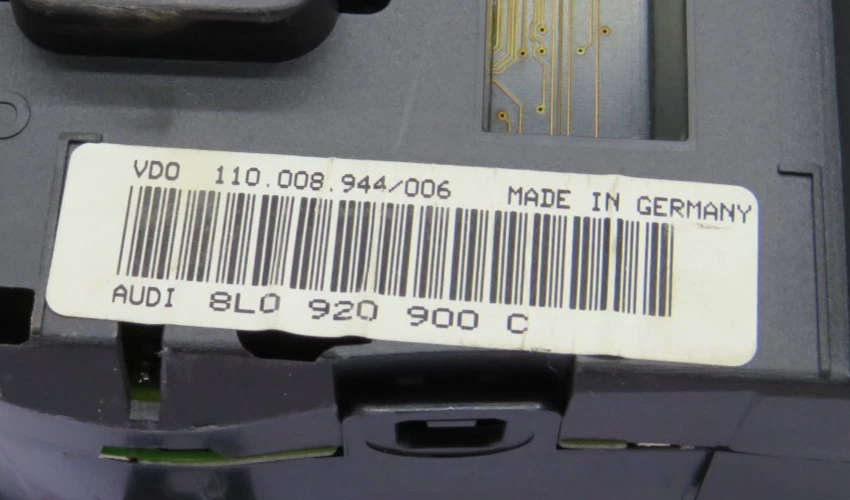 VDO 110.008.944/006 MADE IN GERMANY
AUDI 8L0 920 900 C